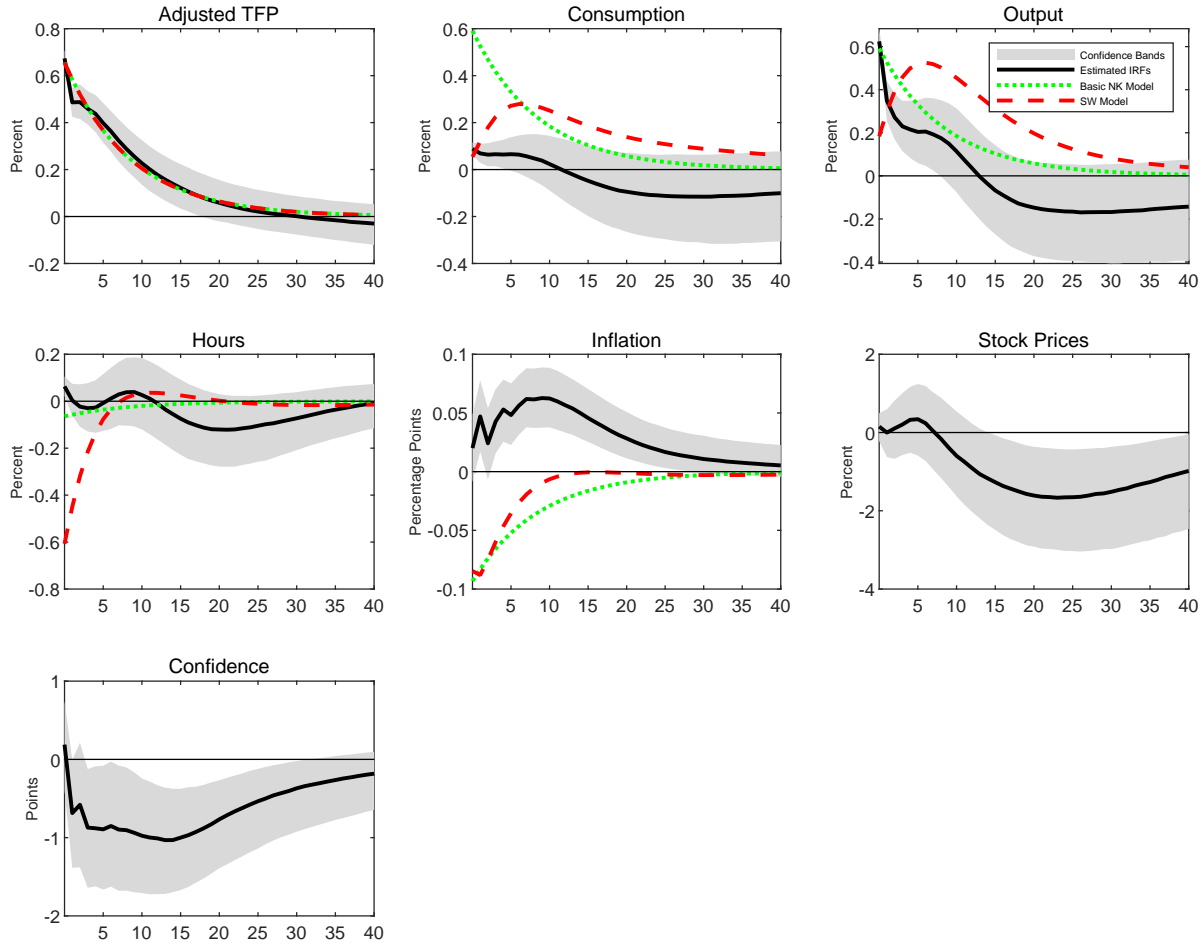 Adjusted TFP
Percent
0.8
0.6
0.4
0.2
0
-0.2
5 10 15 20 25 30 35 40
Consumption
Percent
0.6
0.4
0.2
0
-0.2
-0.4
5 10 15 20 25 30 35 40
Output
Percent
0.6
0.4
0.2
0
-0.2
-0.4
5 10 15 20 25 30 35 40
Confidence Bands
Estimated IRFs
Basic NK Model
SW Model
Hours
Percent
0.2
0
-0.2
-0.4
-0.6
-0.8
5 10 15 20 25 30 35 40
Inflation
Percentage Points
0.1
0.05
0
-0.05
-0.1
5 10 15 20 25 30 35 40
Stock Prices
Percent
2
0
-2
-4
5 10 15 20 25 30 35 40
Confidence
Points
1
0
-1
-2
5 10 15 20 25 30 35 40